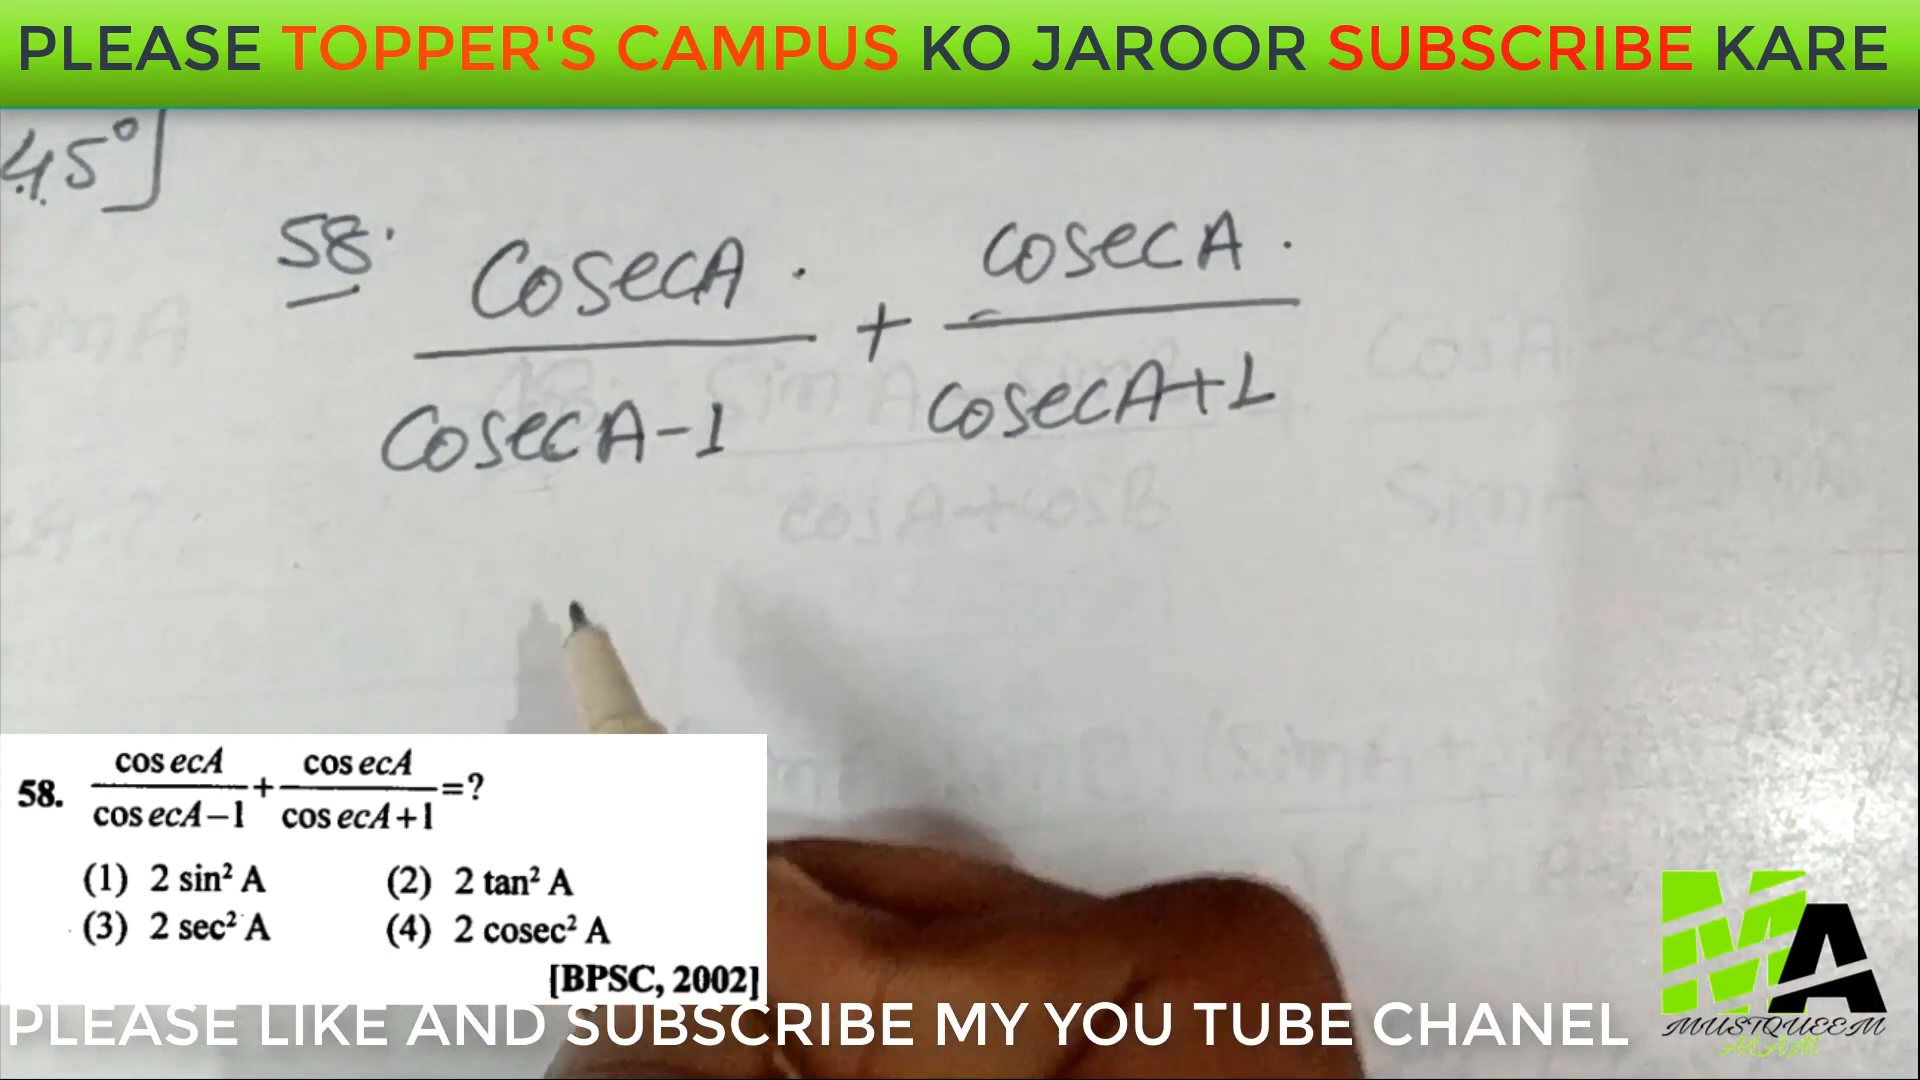 PLEASE TOPPER'S CAMPUS KO JAROOR SUBSCRIBE KARE
45°]
58. CosecA / CosecA-1 + cosecA / cosecA+1
58. cos ecA / cos ecA−1 + cos ecA / cos ecA+1 =?
(1) 2 sin² A (2) 2 tan² A
(3) 2 sec² A (4) 2 cosec² A
[BPSC, 2002]
PLEASE LIKE AND SUBSCRIBE MY YOU TUBE CHANEL
MA
MUSTQUEEM
ALAM